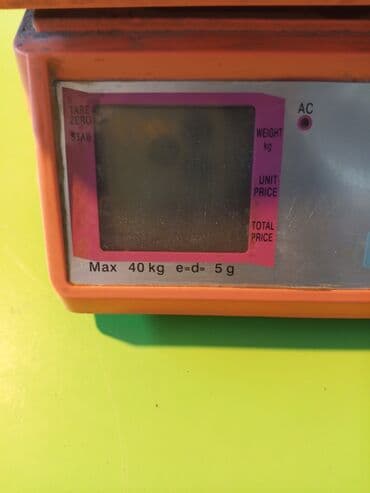 AC
TARE
ZERO
STAB
WEIGHT
kg
UNIT
PRICE
TOTAL
PRICE
Max 40 kg e=d= 5 g